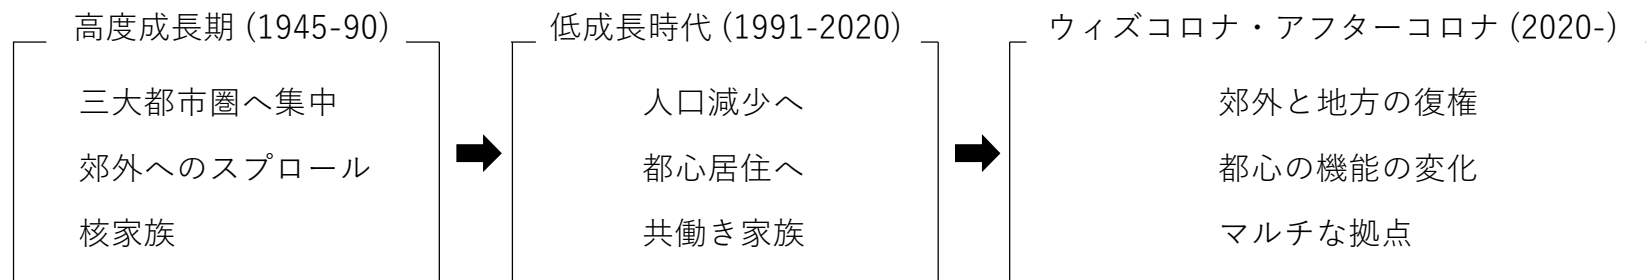 高度成長期 (1945-90)
三大都市圏へ集中
郊外へのスプロール
核家族
低成長時代 (1991-2020)
人口減少へ
都心居住へ
共働き家族
ウィズコロナ・アフターコロナ (2020-)
郊外と地方の復権
都心の機能の変化
マルチな拠点